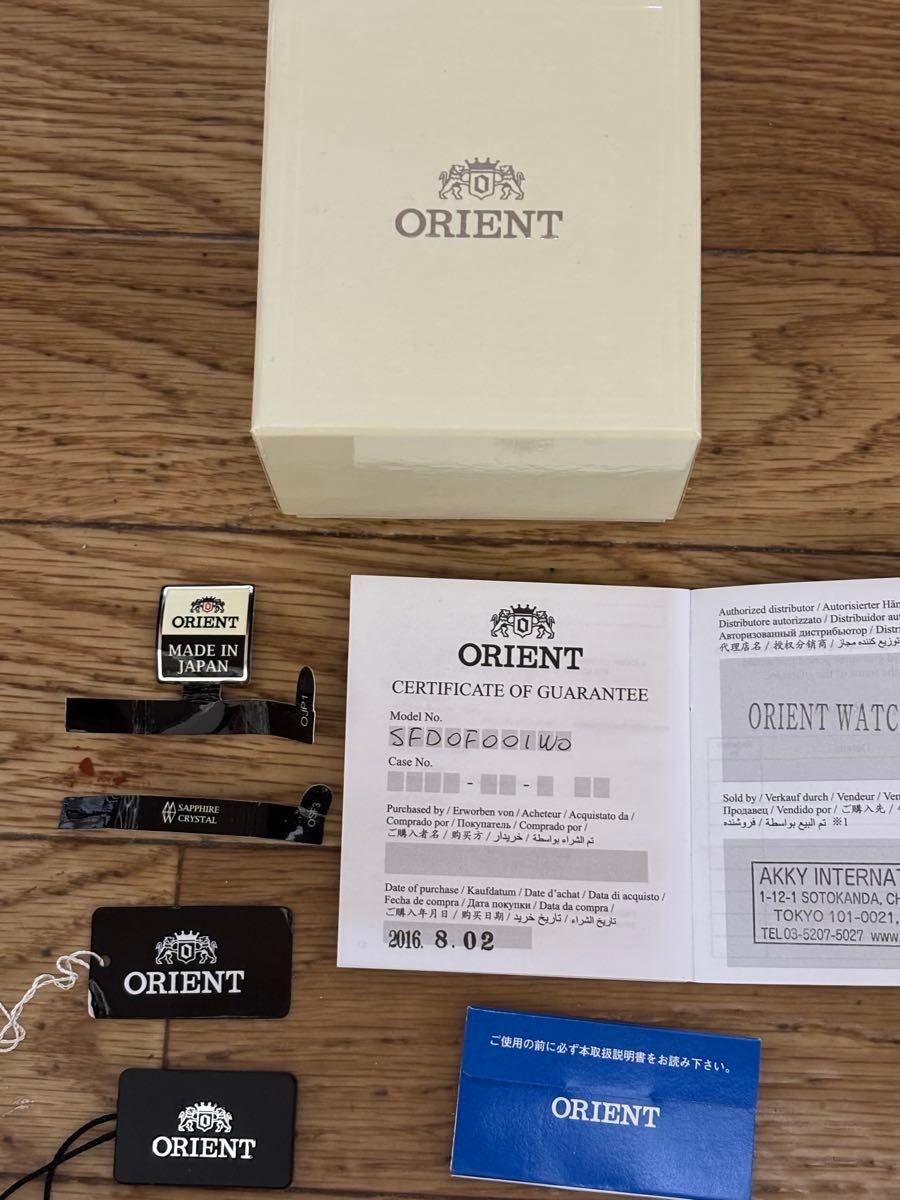 ORIENT
ORIENT
MADE IN
JAPAN
OJP1
SAPPHIRE
CRYSTAL
OSF3
ORIENT
ORIENT
ORIENT
CERTIFICATE OF GUARANTEE
Model No.
SFD0F001W0
Case No.
Purchased by / Erworben von / Acheteur / Acquistato da /
Comprado por / Покупатель / Comprado por /
ご購入者名 / 购买方 / خریدار / تم الشراء بواسطة
Date of purchase / Kaufdatum / Date d'achat / Data di acquisto /
Fecha de compra / Дата покупки / Data da compra /
ご購入年月日 / 购买日期 / تاریخ خرید / تاريخ الشراء
2016. 8. 02
Authorized distributor / Autorisierter
Distributore autorizzato / Distribuidor
Авторизованный дистрибьютор /
代理店名 / 授权分销商 /
ORIENT
Sold by / Verkauf durch / Vendeur /
Продавец / Vendido por / ご購入先 /
تم البيع بواسطة / فروشنده ※1
AKKY
1-12-1 SOTOKANDA,
TOKYO 101-0021,
TEL 03-5207-5027 www.
ご使用の前に必ず本取扱説明書をお読み下さい。
ORIENT